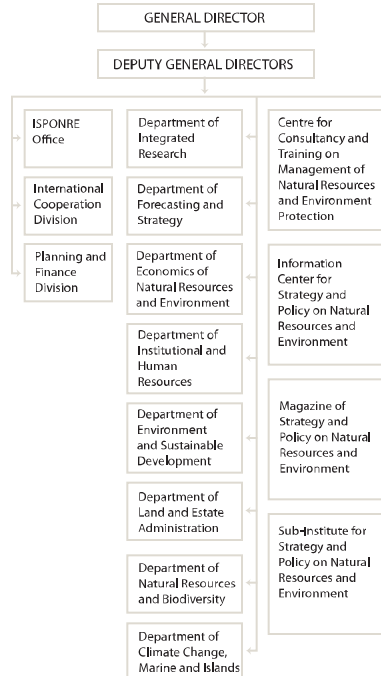 GENERAL DIRECTOR
DEPUTY GENERAL DIRECTORS
ISPONRE
Office
International
Cooperation
Division
Planning and
Finance
Division
Department of
Integrated
Research
Department of
Forecasting and
Strategy
Department of
Economics of
Natural Resources
and Environment
Department of
Institutional and
Human
Resources
Department of
Environment
and Sustainable
Development
Department of
Land and Estate
Administration
Department of
Natural Resources
and Biodiversity
Department of
Climate Change,
Marine and Islands
Centre for
Consultancy and
Training on
Management of
Natural Resources
and Environment
Protection
Information
Center for
Strategy and
Policy on Natural
Resources and
Environment
Magazine of
Strategy and
Policy on Natural
Resources and
Environment
Sub-Institute for
Strategy and
Policy on Natural
Resources and
Environment